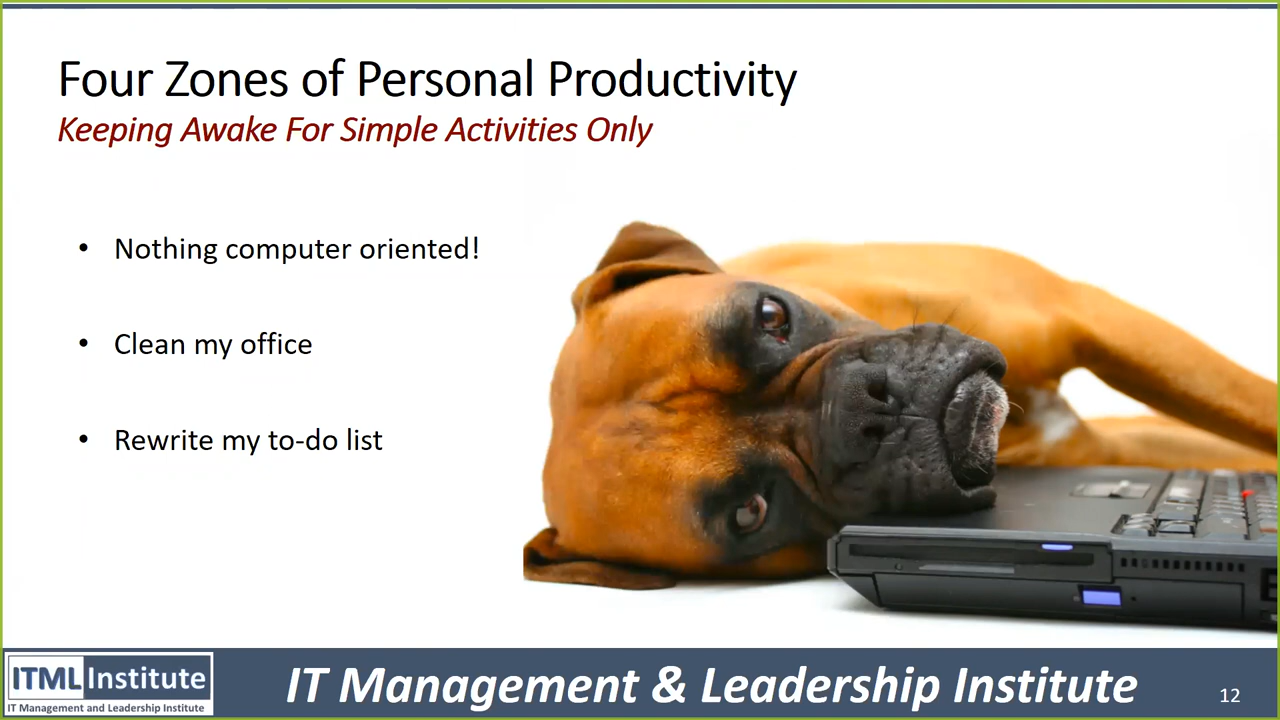 Four Zones of Personal Productivity
Keeping Awake For Simple Activities Only
• Nothing computer oriented!
• Clean my office
• Rewrite my to-do list
ITML Institute
IT Management and Leadership Institute
IT Management & Leadership Institute
12